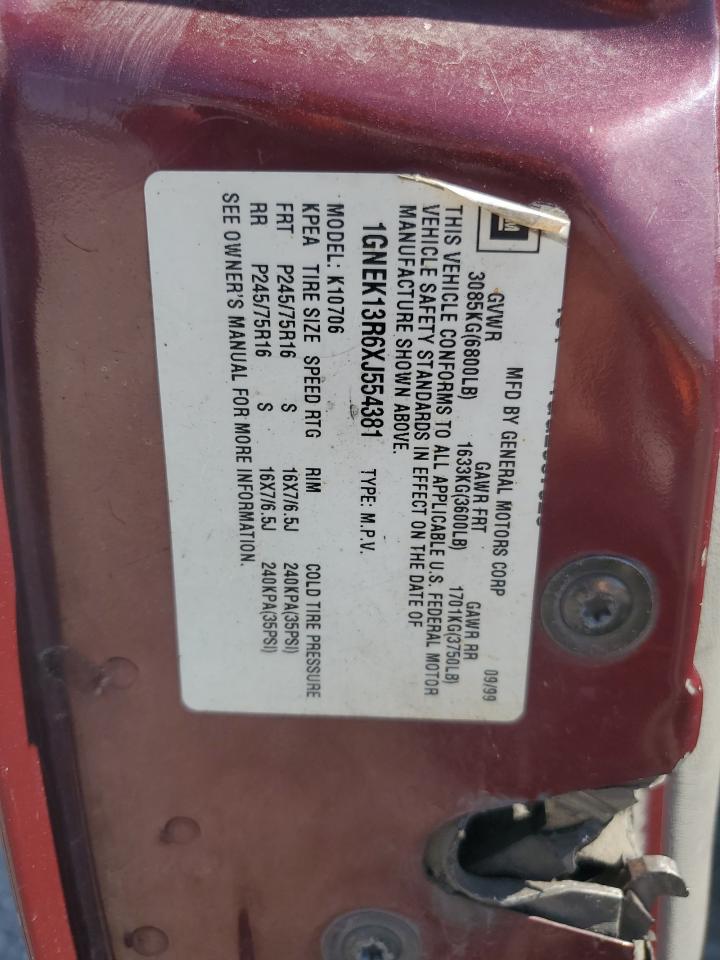 GM
MFD BY GENERAL MOTORS CORP 09/99
GVWR GAWR FRT GAWR RR
3085KG(6800LB) 1633KG(3600LB) 1701KG(3750LB)
THIS VEHICLE CONFORMS TO ALL APPLICABLE U.S. FEDERAL MOTOR
VEHICLE SAFETY STANDARDS IN EFFECT ON THE DATE OF
MANUFACTURE SHOWN ABOVE.
1GNEK13R6XJ554381 TYPE: M.P.V.
MODEL: K10706
KPEA TIRE SIZE SPEED RTG RIM COLD TIRE PRESSURE
FRT P245/75R16 S 16X7/6.5J 240KPA(35PSI)
RR P245/75R16 S 16X7/6.5J 240KPA(35PSI)
SEE OWNER'S MANUAL FOR MORE INFORMATION.